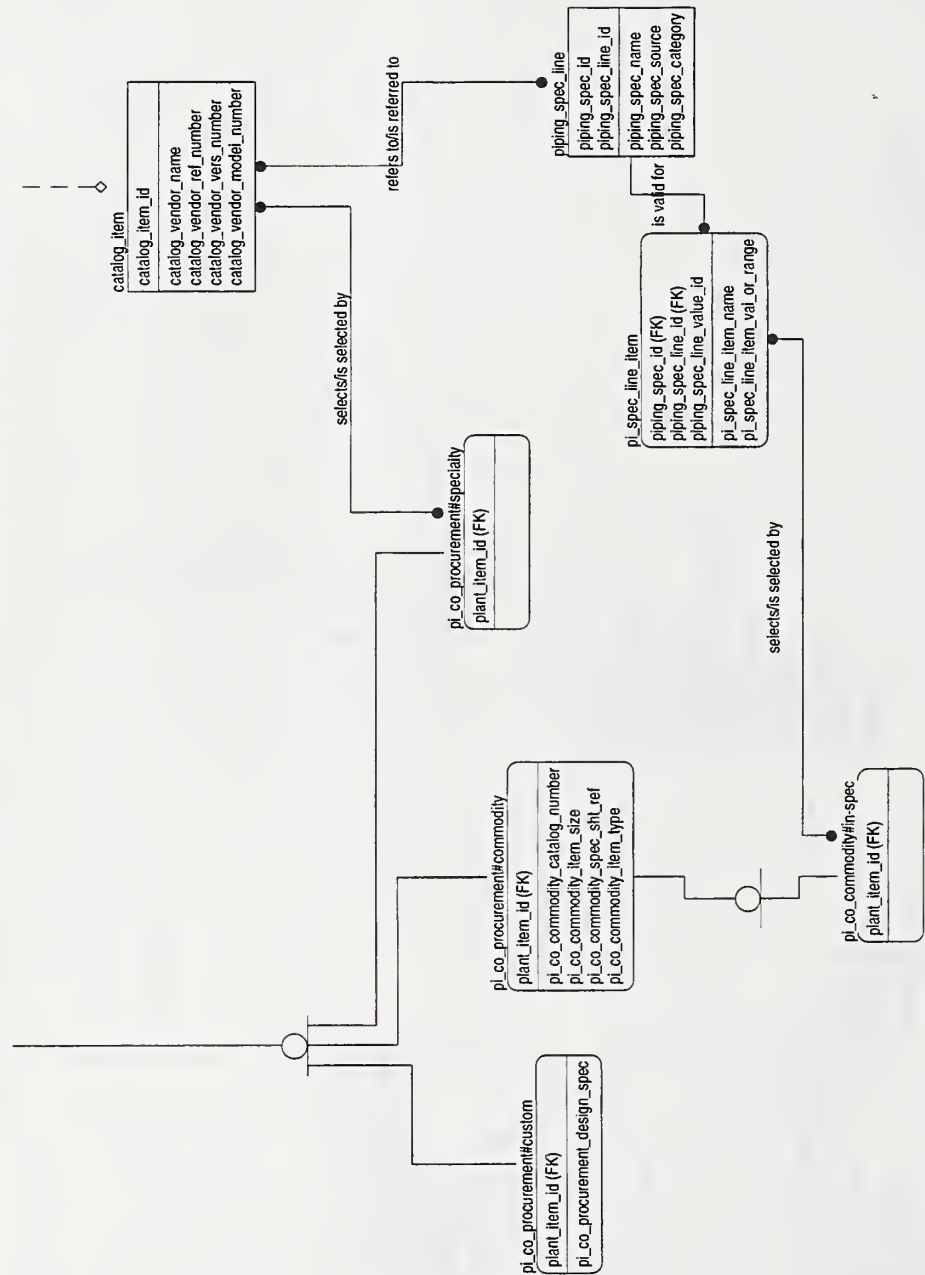 catalog_item
catalog_item_id
catalog_vendor_name
catalog_vendor_ref_number
catalog_vendor_vers_number
catalog_vendor_model_number
refers to/is referred to
selects/is selected by
piping_spec_line
piping_spec_id
piping_spec_line_id
piping_spec_name
piping_spec_source
piping_spec_category
is valid for
pi_spec_line_item
piping_spec_id (FK)
piping_spec_line_id (FK)
piping_spec_line_value_id
pi_spec_line_item_name
pi_spec_line_item_val_or_range
pi_co_procurement#specialty
plant_item_id (FK)
selects/is selected by
pi_co_procurement#commodity
plant_item_id (FK)
pi_co_commodity_catalog_number
pi_co_commodity_item_size
pi_co_commodity_spec_sht_ref
pi_co_commodity_item_type
pi_co_commodity#in-spec
plant_item_id (FK)
pi_co_procurement#custom
plant_item_id (FK)
pi_co_procurement_design_spec